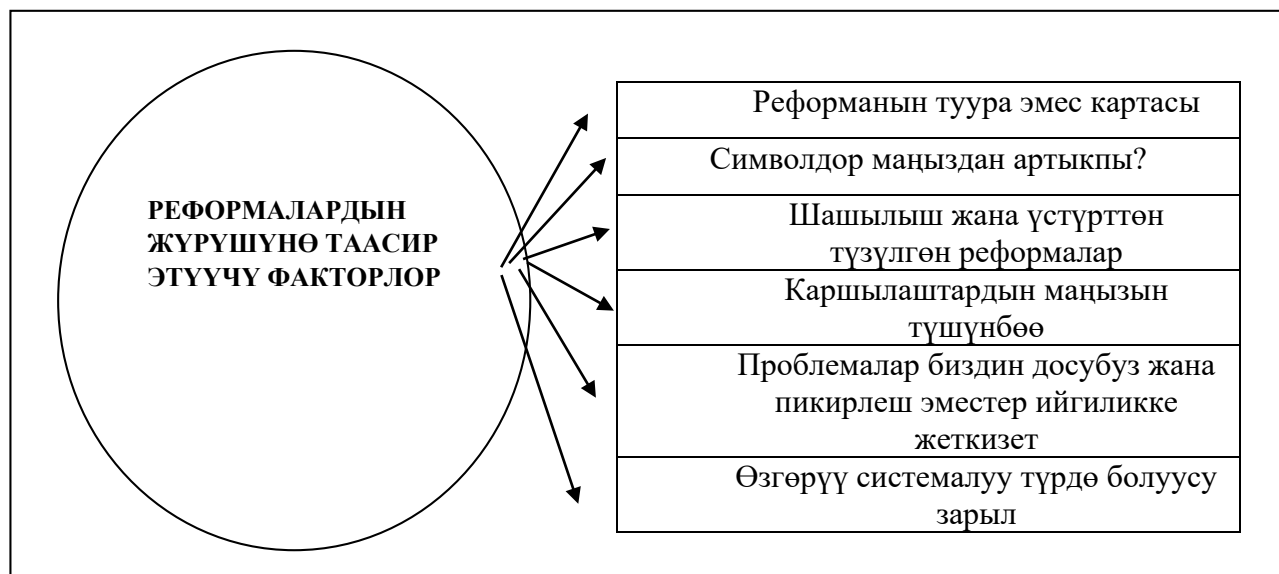 РЕФОРМАЛАРДЫН
ЖҮРҮШҮНӨ ТААСИР
ЭТҮҮЧҮ ФАКТОРЛОР
Реформанын туура эмес картасы
Символдор маңыздан артыкпы?
Шашылыш жана үстүрттөн
түзүлгөн реформалар
Каршылаштардын маңызын
түшүнбөө
Проблемалар биздин досубуз жана
пикирлеш эместер ийгиликке
жеткизет
Өзгөрүү системалуу түрдө болуусу
зарыл